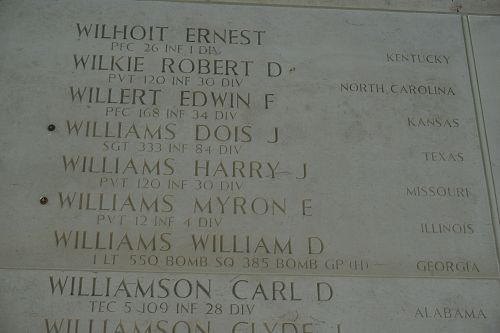 WILHOIT ERNEST
PFC 26 INF 1 DIV KENTUCKY
WILKIE ROBERT D
PVT 120 INF 30 DIV NORTH CAROLINA
WILLERT EDWIN F
PFC 168 INF 34 DIV KANSAS
WILLIAMS DOIS J
SGT 333 INF 84 DIV TEXAS
WILLIAMS HARRY J
PVT 120 INF 30 DIV MISSOURI
WILLIAMS MYRON E
PVT 12 INF 4 DIV ILLINOIS
WILLIAMS WILLIAM D
1 LT 550 BOMB SQ 385 BOMB GP (H) GEORGIA
WILLIAMSON CARL D
TEC 5 109 INF 28 DIV ALABAMA
WILLIAMSON CLYDE J